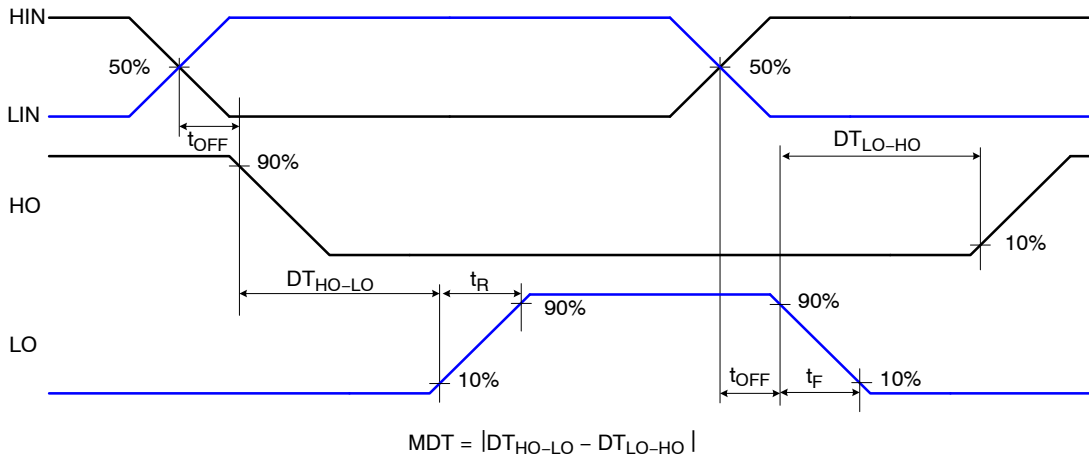 HIN
50%
50%
LIN
tOFF
DTLO−HO
90%
HO
10%
DTHO−LO
tR
90%
90%
LO
10%
tOFF
tF
10%
MDT = |DTHO−LO − DTLO−HO|